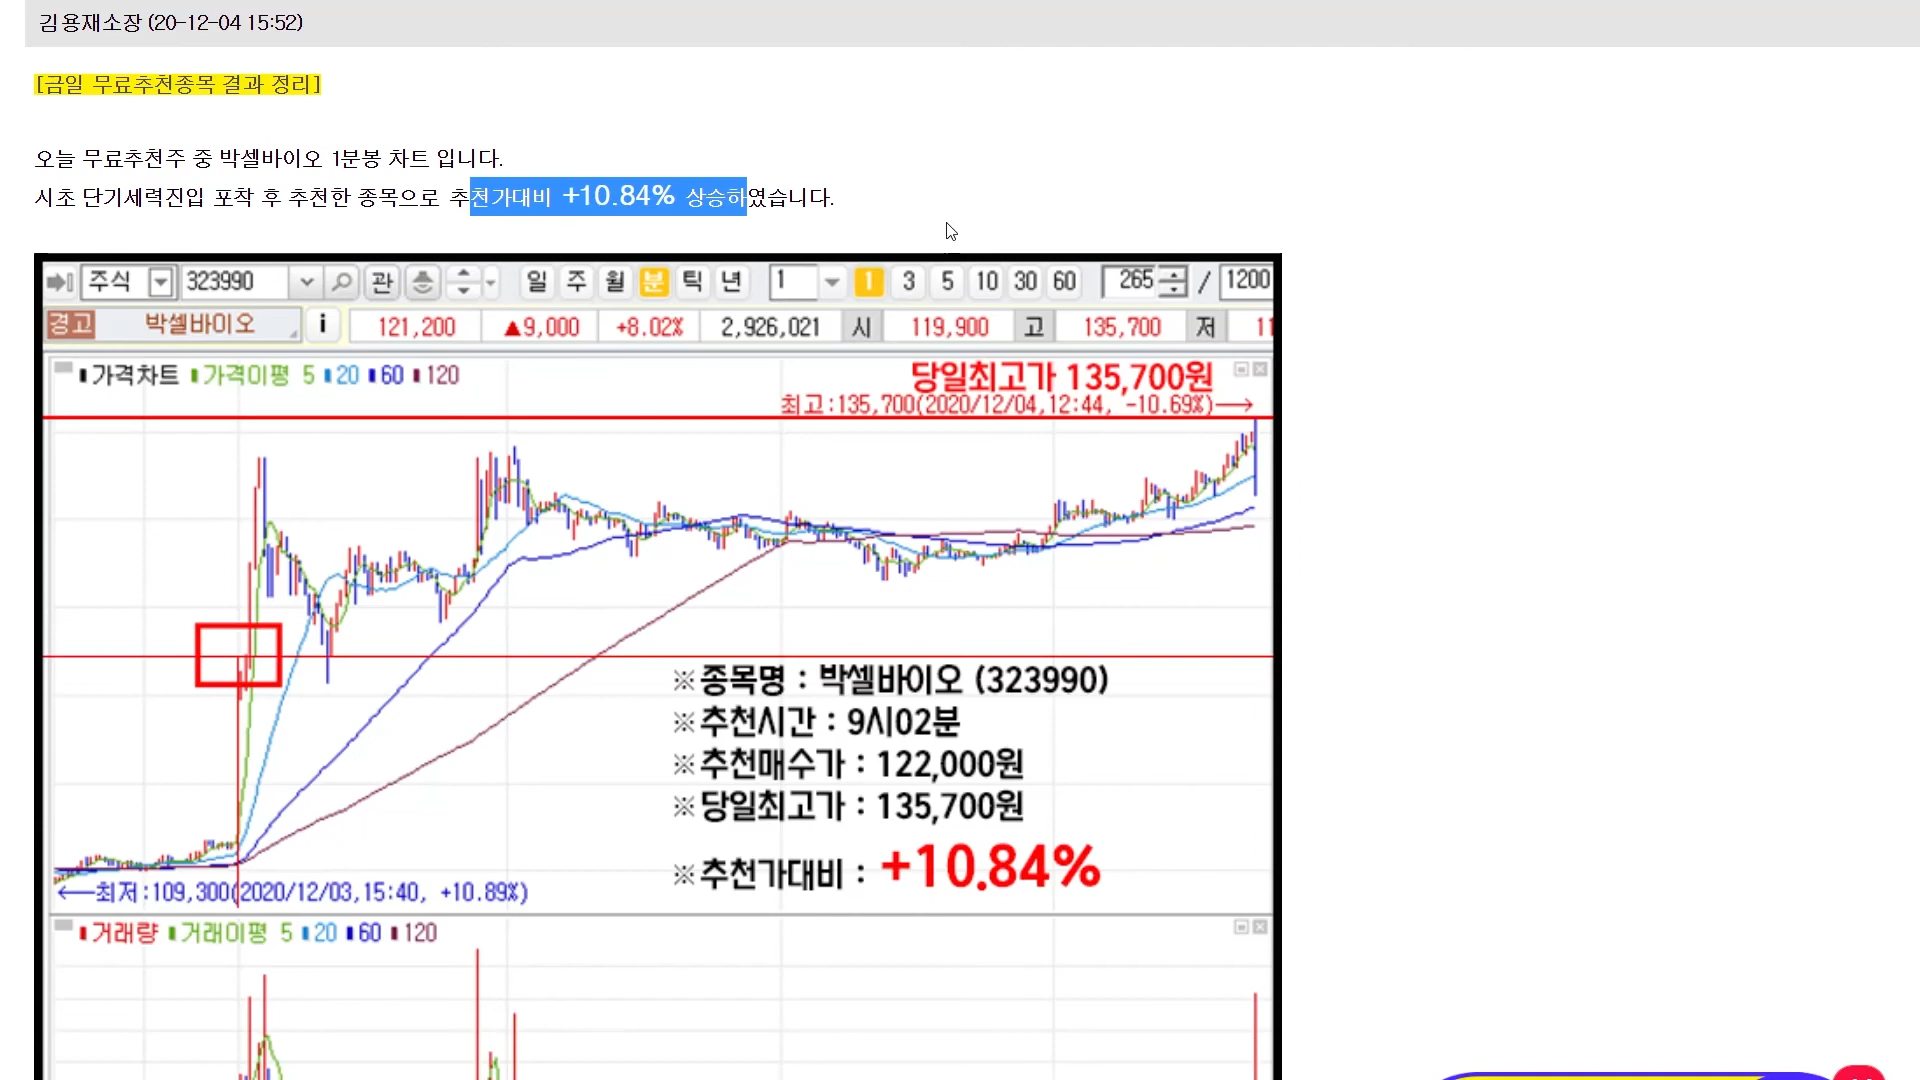 김용재소장 (20-12-04 15:52)
[금일 무료추천종목 결과 정리]
오늘 무료추천주 중 박셀바이오 1분봉 차트 입니다.
시초 단기세력진입 포착 후 추천한 종목으로 추천가대비 +10.84% 상승하였습니다.
주식 323990 관 일 주 월 분 틱 년 1 1 3 5 10 30 60 265 / 1200
경고 박셀바이오 i 121,200 ▲9,000 +8.02% 2,926,021 시 119,900 고 135,700 저 11
가격차트 가격이평 5 20 60 120
당일최고가 135,700원
최고:135,700(2020/12/04,12:44, -10.69%)→
※종목명 : 박셀바이오 (323990)
※추천시간 : 9시02분
※추천매수가 : 122,000원
※당일최고가 : 135,700원
※추천가대비 : +10.84%
←최저:109,300(2020/12/03,15:40, +10.89%)
거래량 거래이평 5 20 60 120